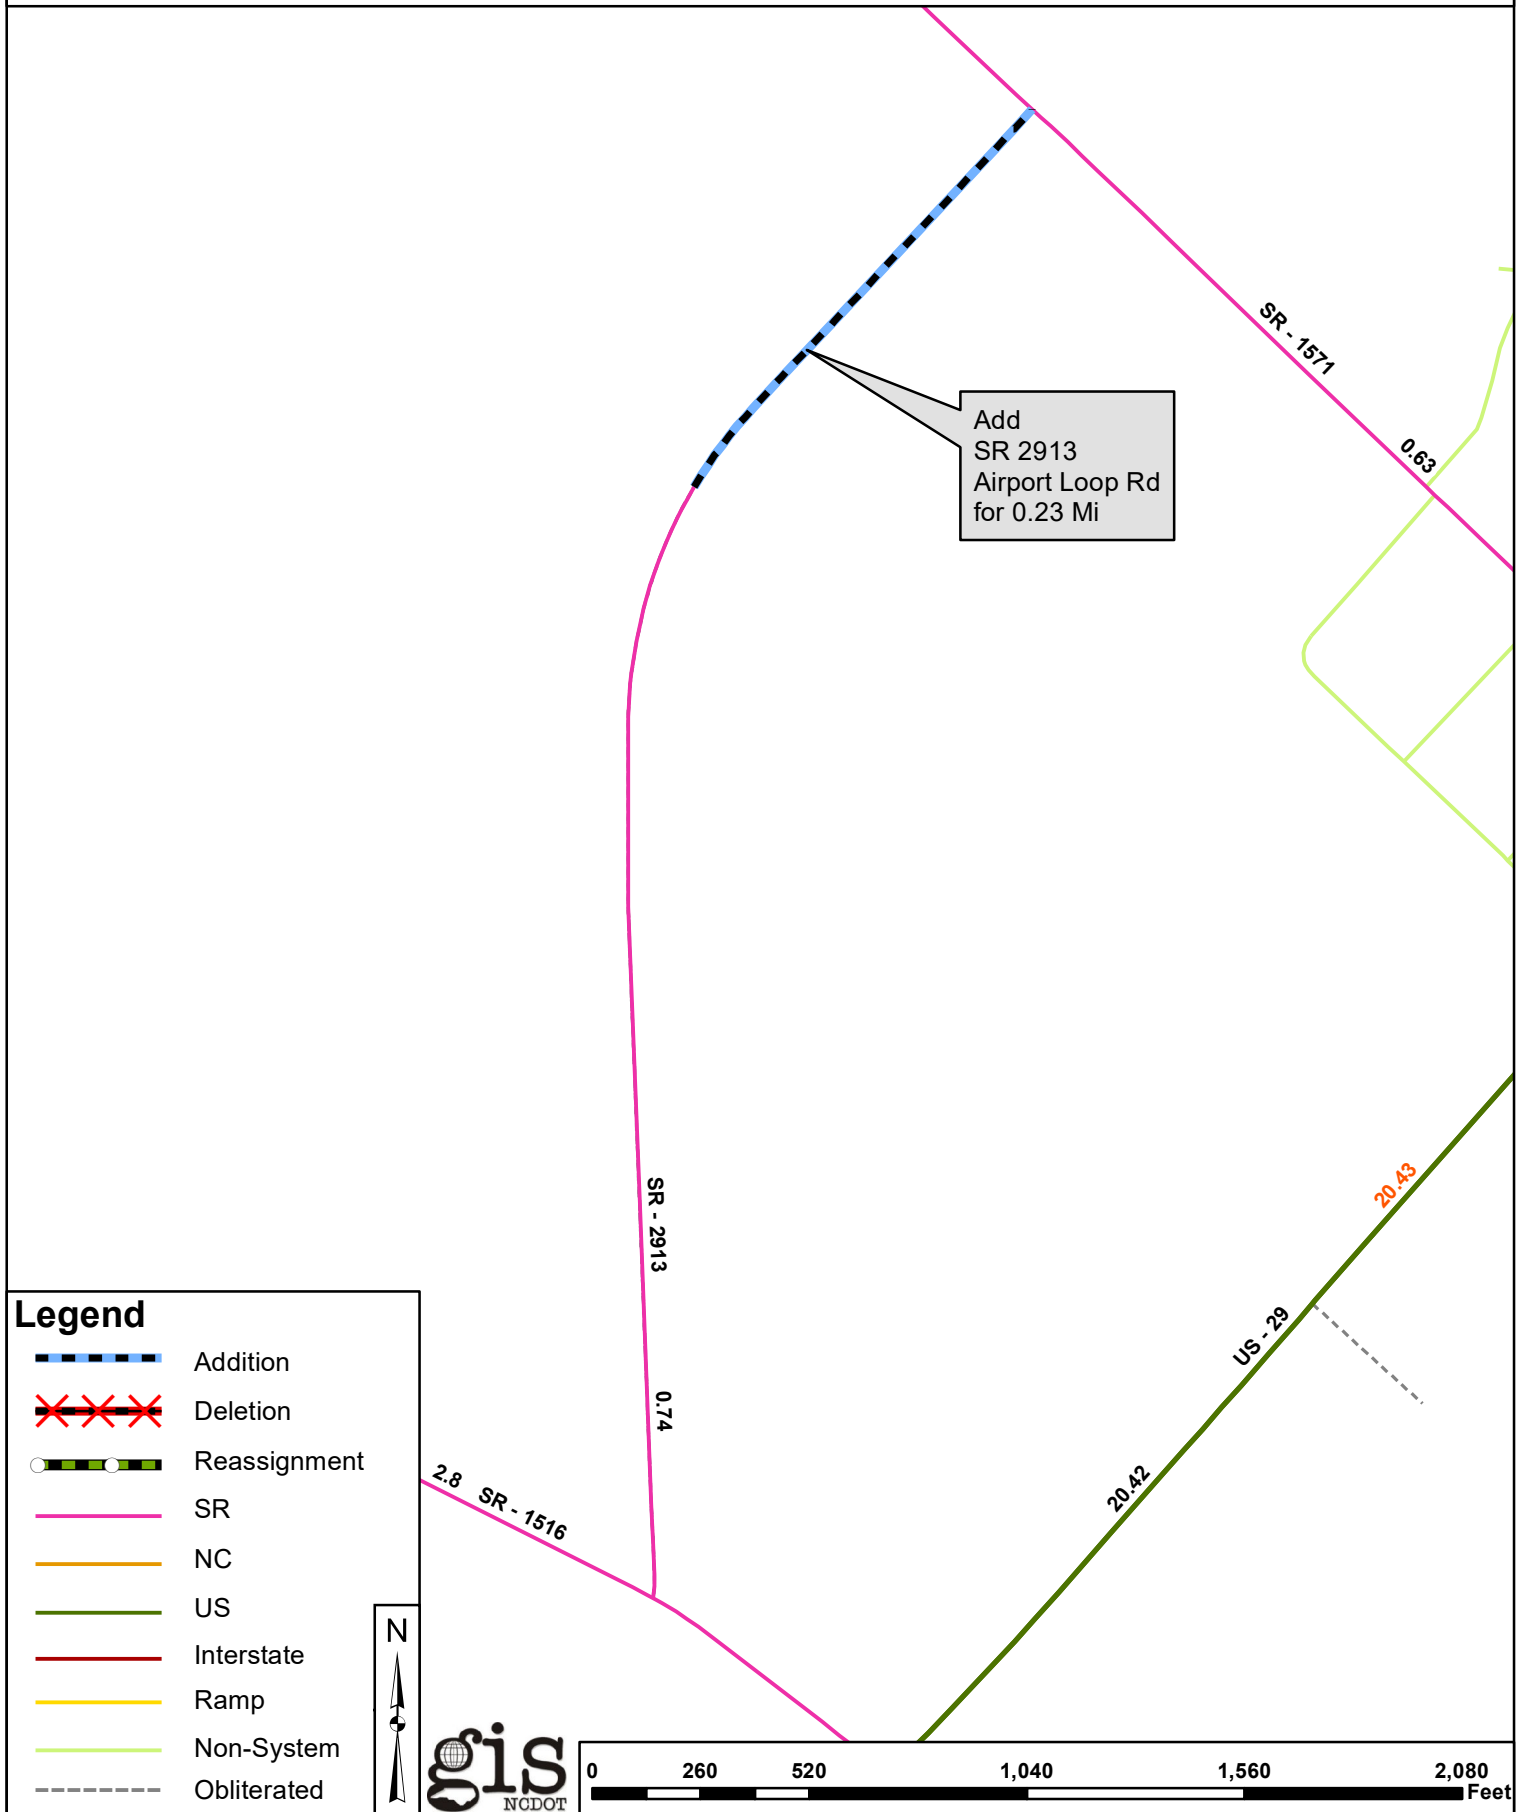 SR - 1571
0.63
Add
SR 2913
Airport Loop Rd
for 0.23 Mi
20.43
SR - 2913
US - 29
0.74
20.42
2.8 SR - 1516
Legend
Addition
Deletion
Reassignment
SR
NC
US
Interstate
Ramp
Non-System
Obliterated
N
gis
NCDOT
0 260 520 1,040 1,560 2,080
Feet